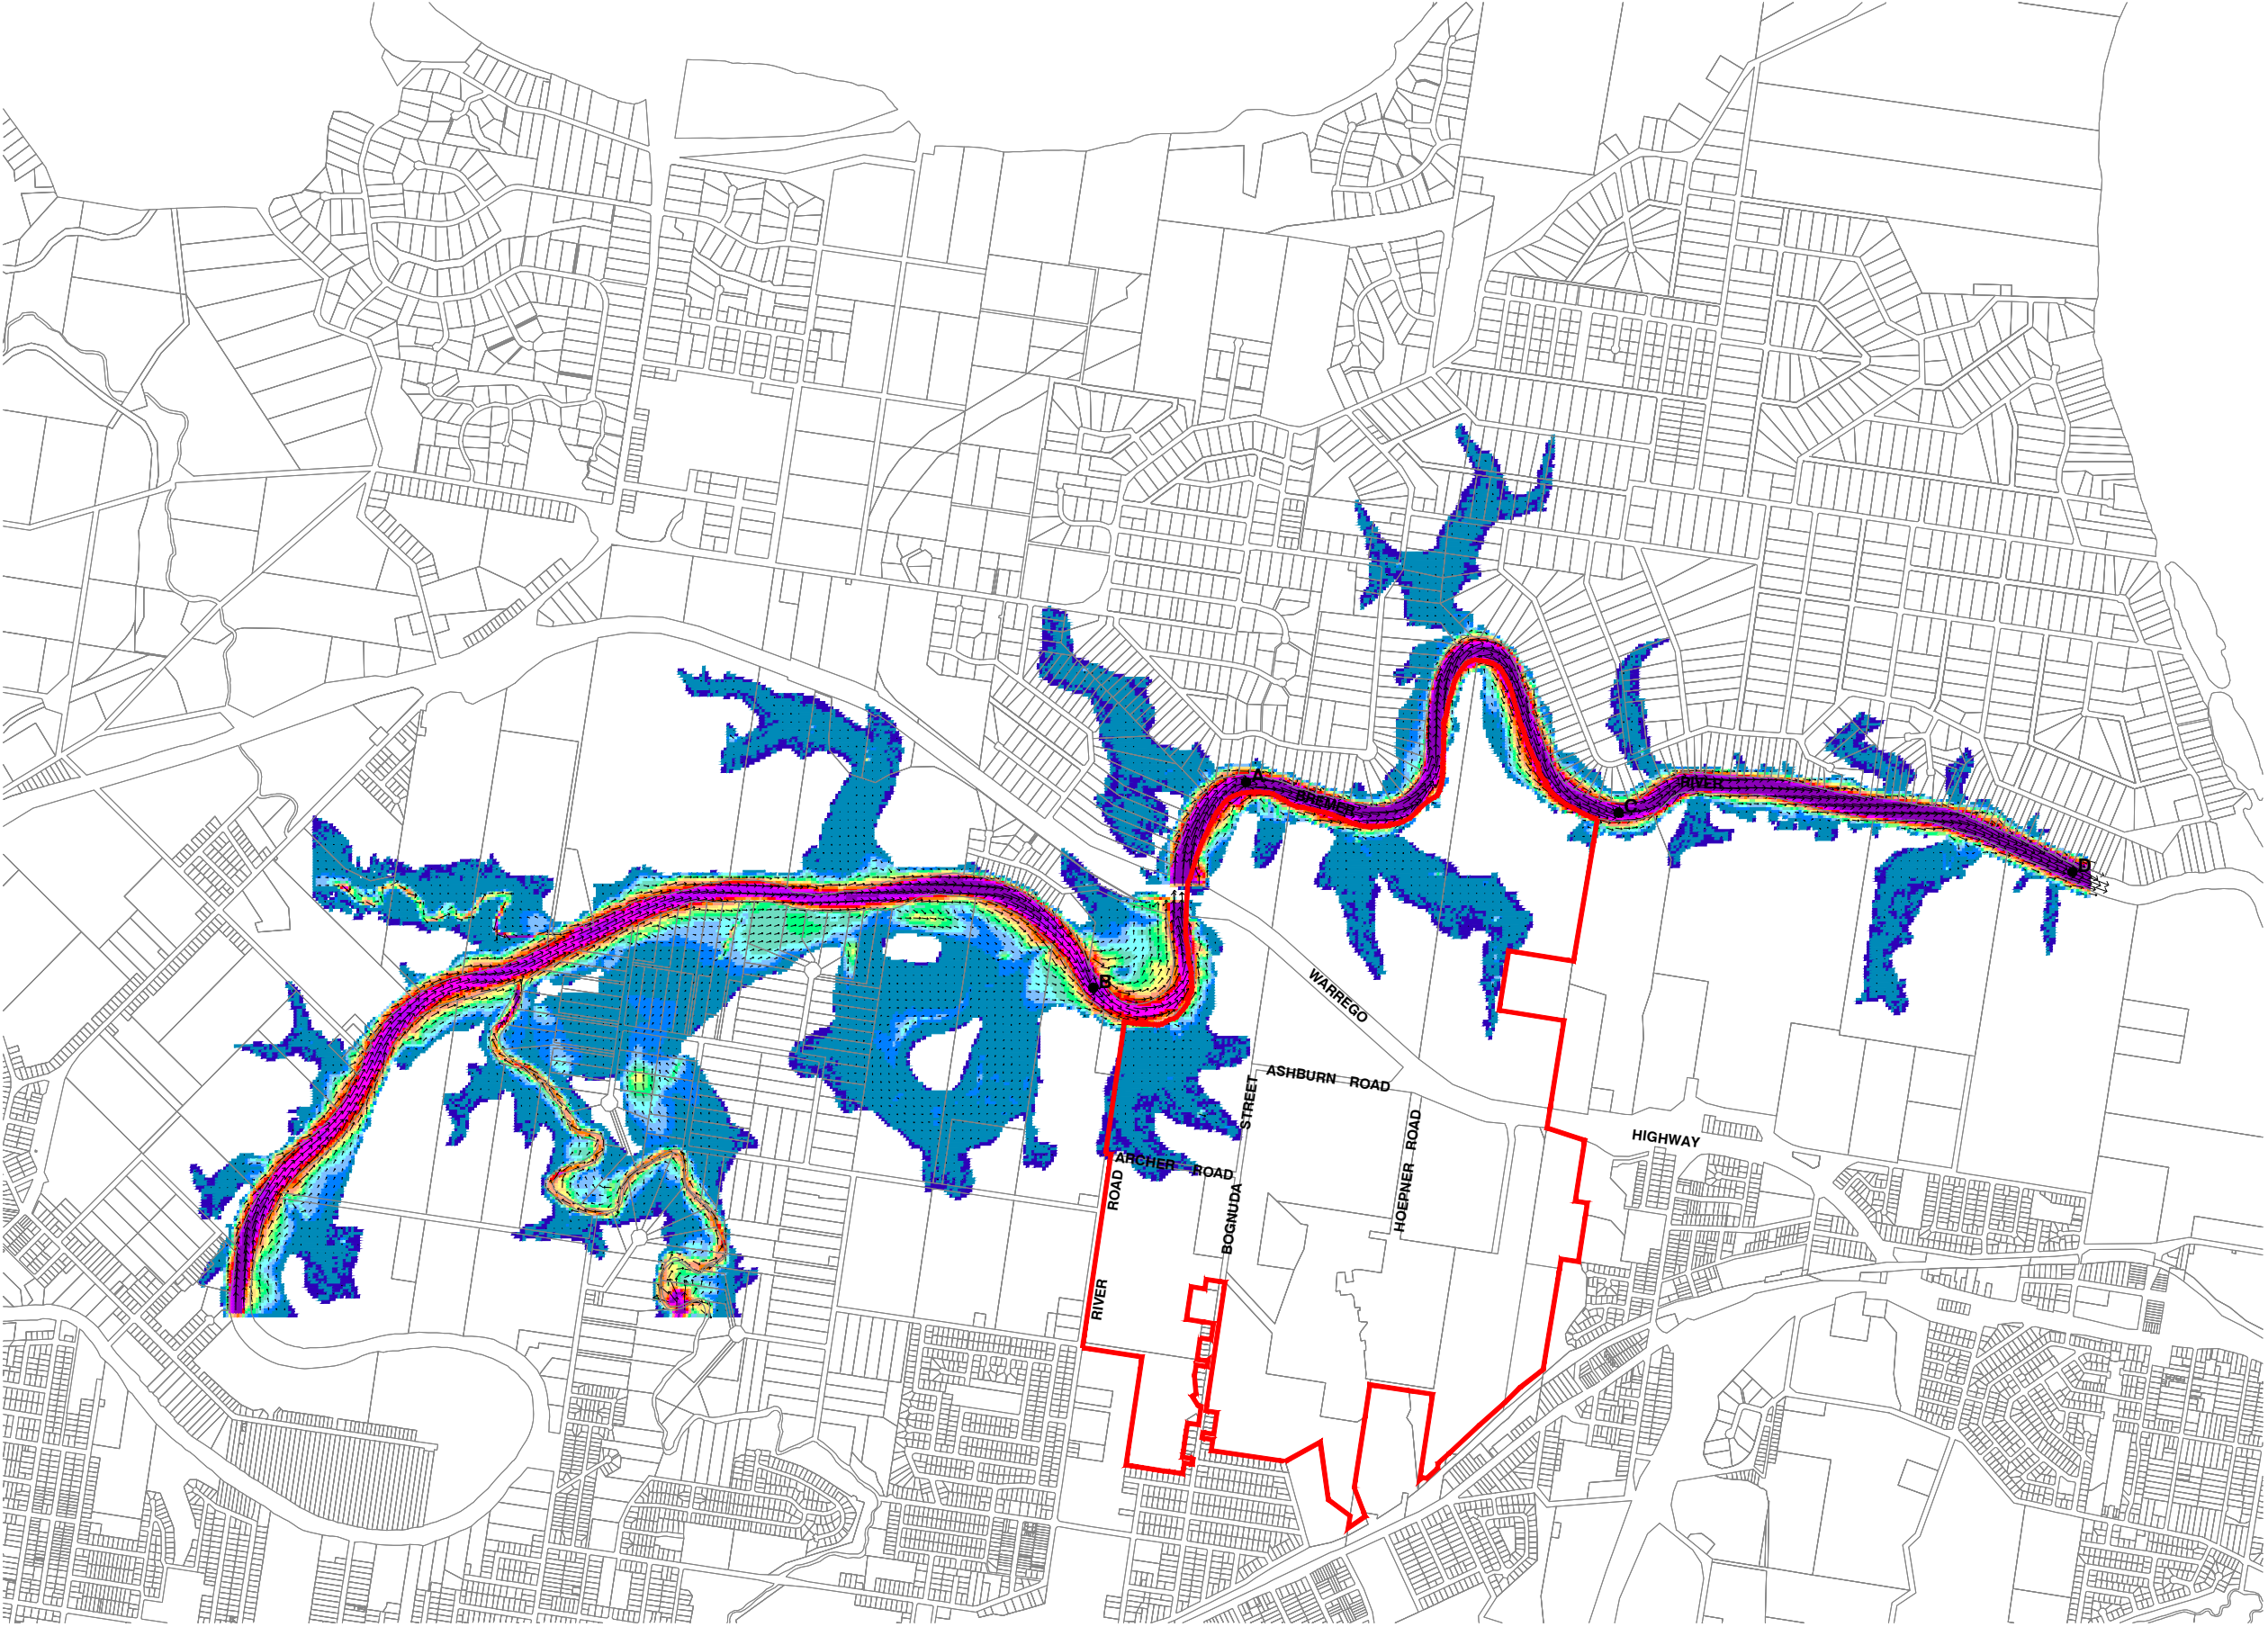 A
BREMER
RIVER
C
D
B
WARREGO
ASHBURN ROAD
STREET
HIGHWAY
ARCHER ROAD
ROAD
BOGNUDA
HOEPNER ROAD
RIVER